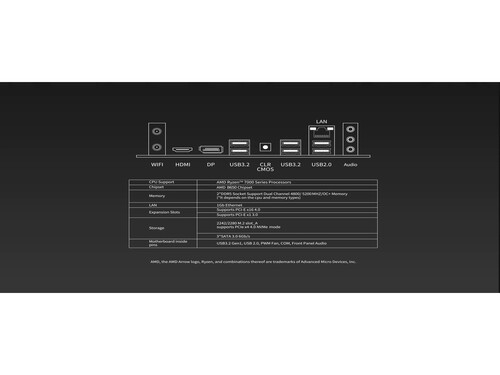 LAN
WIFI HDMI DP USB3.2 CLR CMOS USB3.2 USB2.0 Audio
CPU Support AMD Ryzen™ 7000 Series Processors
Chipset AMD B650 Chipset
Memory 2*DDR5 Socket Support Dual Channel 4800/ 5200MHZ/OC+ Memory
(*it depends on the cpu and memory types)
LAN 1Gb Ethernet
Expansion Slots Supports PCI-E x16 4.0
Supports PCI-E x1 3.0
Storage 2242/2280 M.2 slot_A
supports PCIe x4 4.0 NVMe mode
3*SATA 3.0 6Gb/s
Motherboard inside pins USB3.2 Gen1, USB 2.0, PWM Fan, COM, Front Panel Audio
AMD, the AMD Arrow logo, Ryzen, and combinations thereof are trademarks of Advanced Micro Devices, Inc.